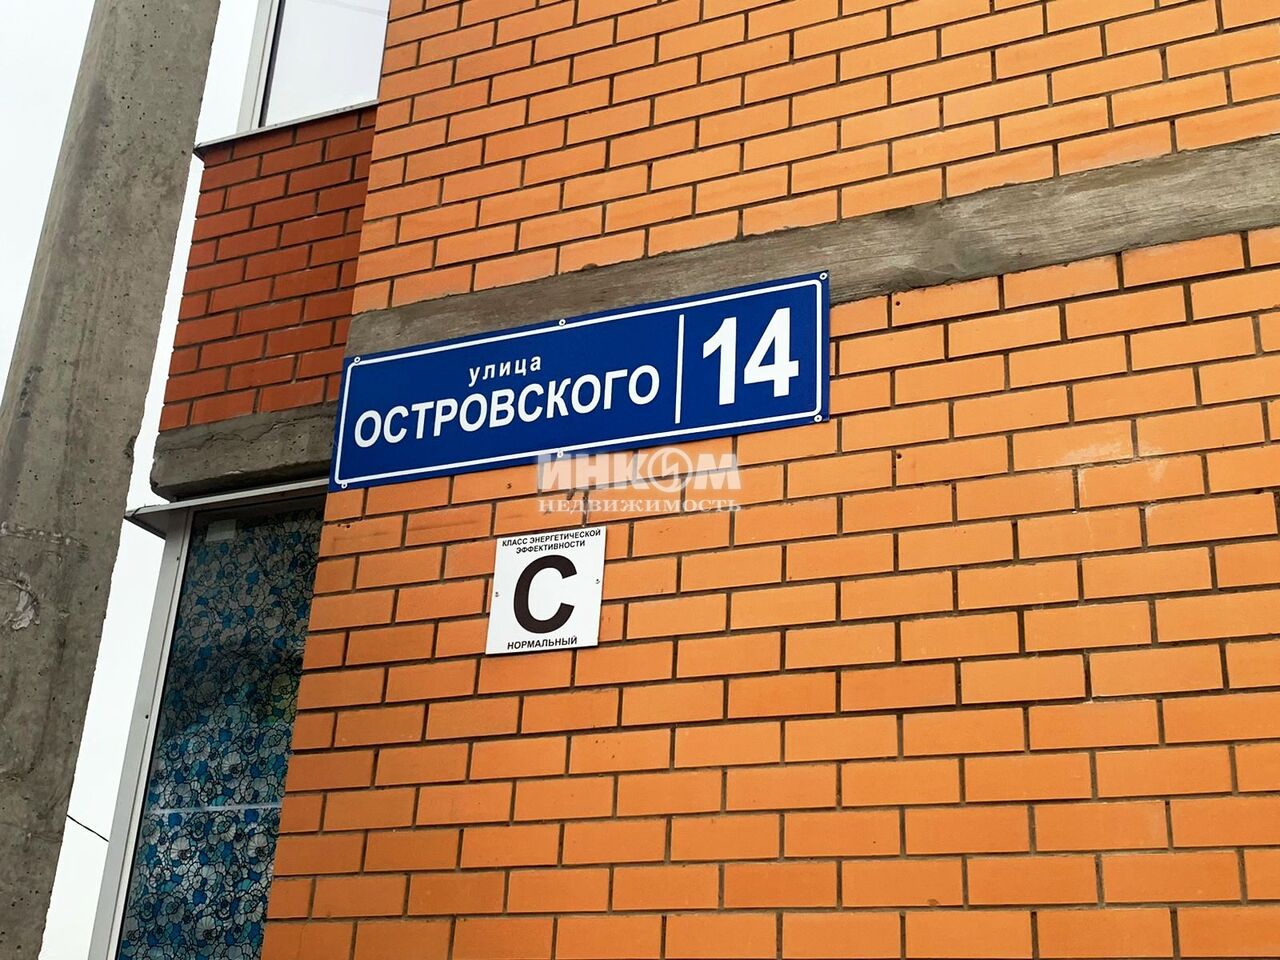 улица
ОСТРОВСКОГО
14
ИНКОМ
НЕДВИЖИМОСТЬ
КЛАСС ЭНЕРГЕТИЧЕСКОЙ
ЭФФЕКТИВНОСТИ
С
НОРМАЛЬНЫЙ